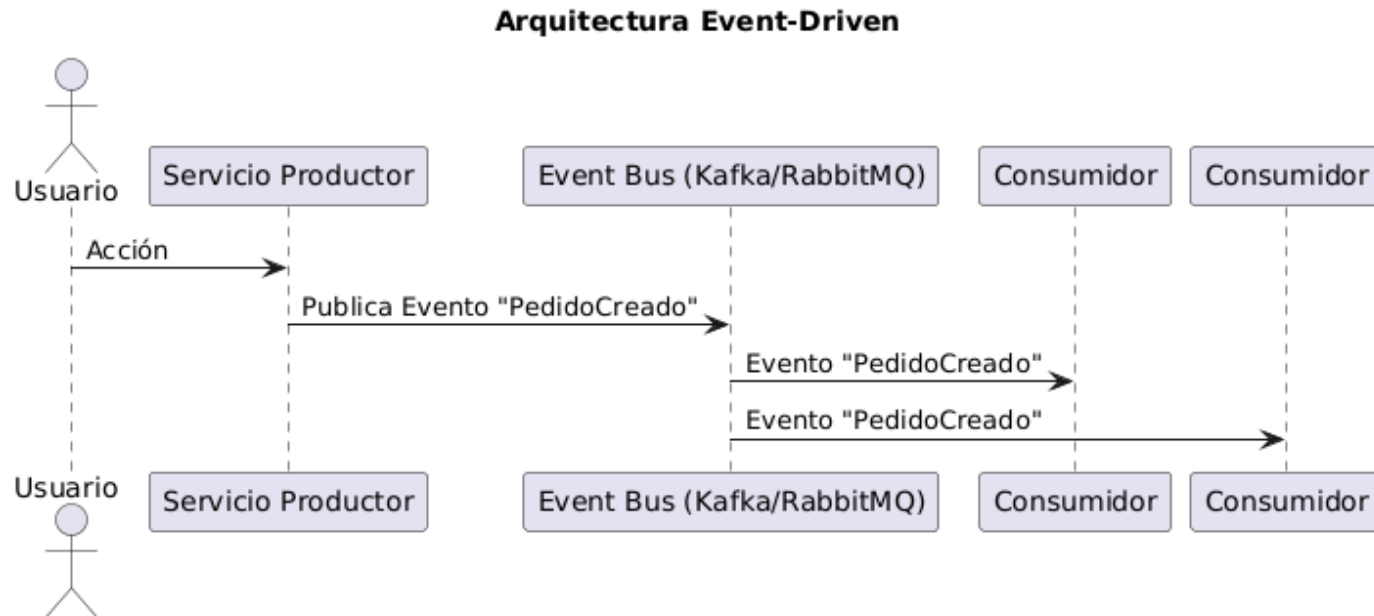 Arquitectura Event-Driven
Usuario
Servicio Productor
Event Bus (Kafka/RabbitMQ)
Consumidor
Consumidor
Acción
Publica Evento "PedidoCreado"
Evento "PedidoCreado"
Evento "PedidoCreado"
Usuario
Servicio Productor
Event Bus (Kafka/RabbitMQ)
Consumidor
Consumidor